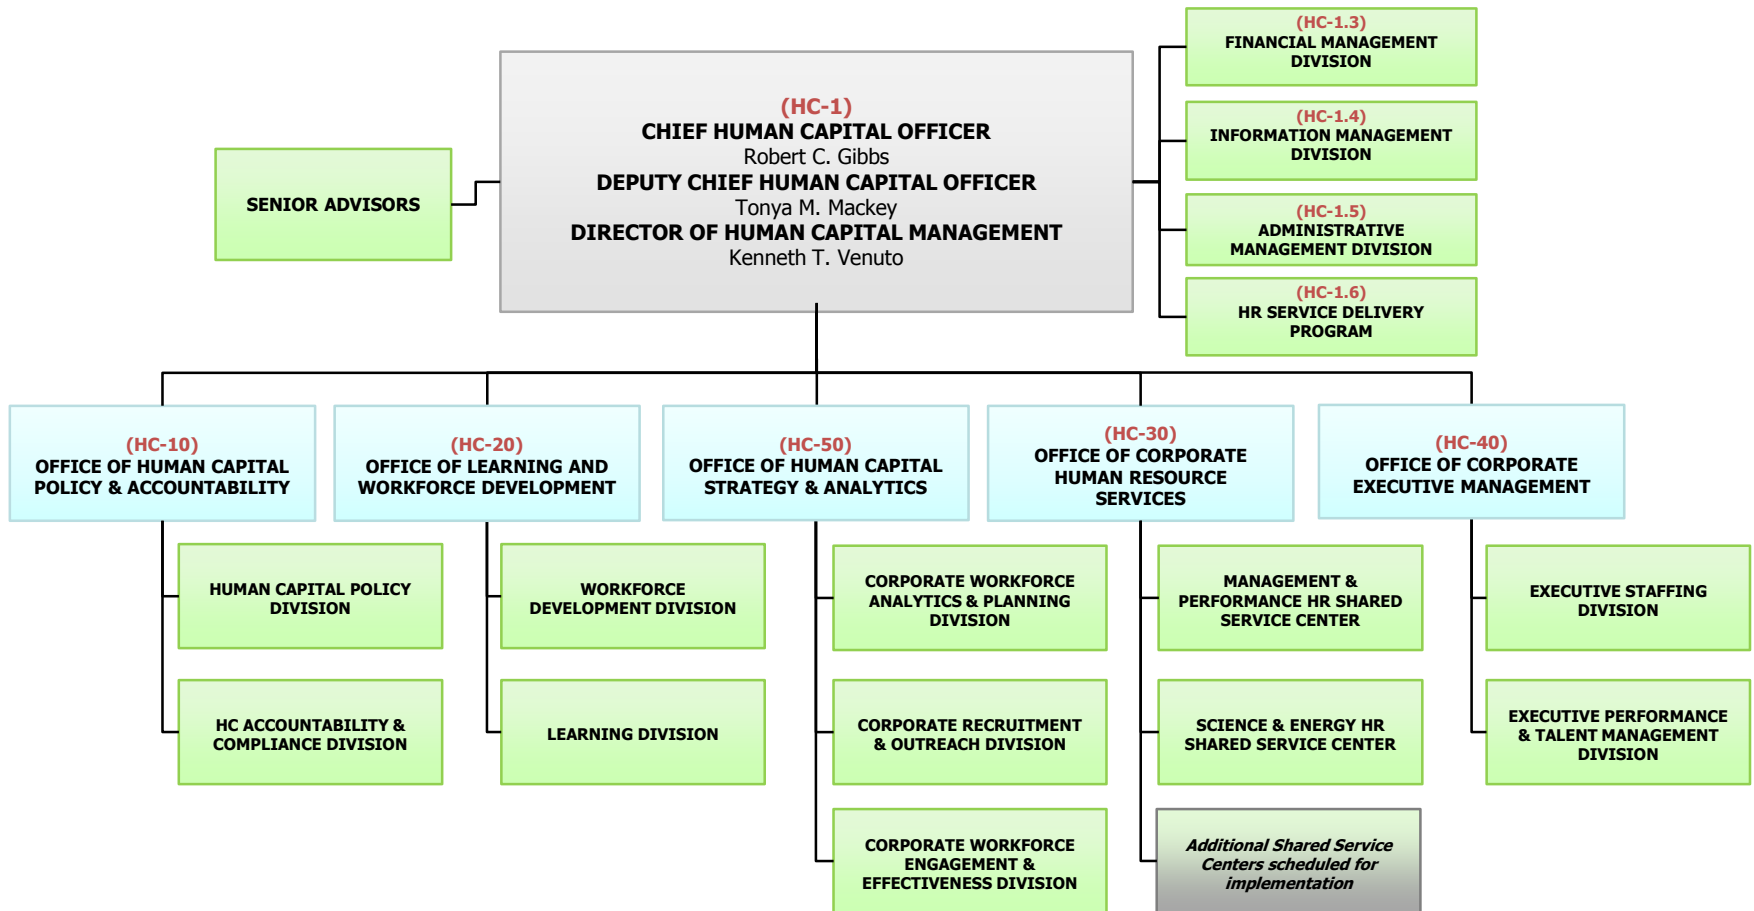 (HC-1.3)
FINANCIAL MANAGEMENT
DIVISION
(HC-1)
CHIEF HUMAN CAPITAL OFFICER
Robert C. Gibbs
DEPUTY CHIEF HUMAN CAPITAL OFFICER
Tonya M. Mackey
DIRECTOR OF HUMAN CAPITAL MANAGEMENT
Kenneth T. Venuto
(HC-1.4)
INFORMATION MANAGEMENT
DIVISION
SENIOR ADVISORS
(HC-1.5)
ADMINISTRATIVE
MANAGEMENT DIVISION
(HC-1.6)
HR SERVICE DELIVERY
PROGRAM
(HC-10)
OFFICE OF HUMAN CAPITAL
POLICY & ACCOUNTABILITY
(HC-20)
OFFICE OF LEARNING AND
WORKFORCE DEVELOPMENT
(HC-50)
OFFICE OF HUMAN CAPITAL
STRATEGY & ANALYTICS
(HC-30)
OFFICE OF CORPORATE
HUMAN RESOURCE
SERVICES
(HC-40)
OFFICE OF CORPORATE
EXECUTIVE MANAGEMENT
HUMAN CAPITAL POLICY
DIVISION
WORKFORCE
DEVELOPMENT DIVISION
CORPORATE WORKFORCE
ANALYTICS & PLANNING
DIVISION
MANAGEMENT &
PERFORMANCE HR SHARED
SERVICE CENTER
EXECUTIVE STAFFING
DIVISION
HC ACCOUNTABILITY &
COMPLIANCE DIVISION
LEARNING DIVISION
CORPORATE RECRUITMENT
& OUTREACH DIVISION
SCIENCE & ENERGY HR
SHARED SERVICE CENTER
EXECUTIVE PERFORMANCE
& TALENT MANAGEMENT
DIVISION
CORPORATE WORKFORCE
ENGAGEMENT &
EFFECTIVENESS DIVISION
Additional Shared Service
Centers scheduled for
implementation